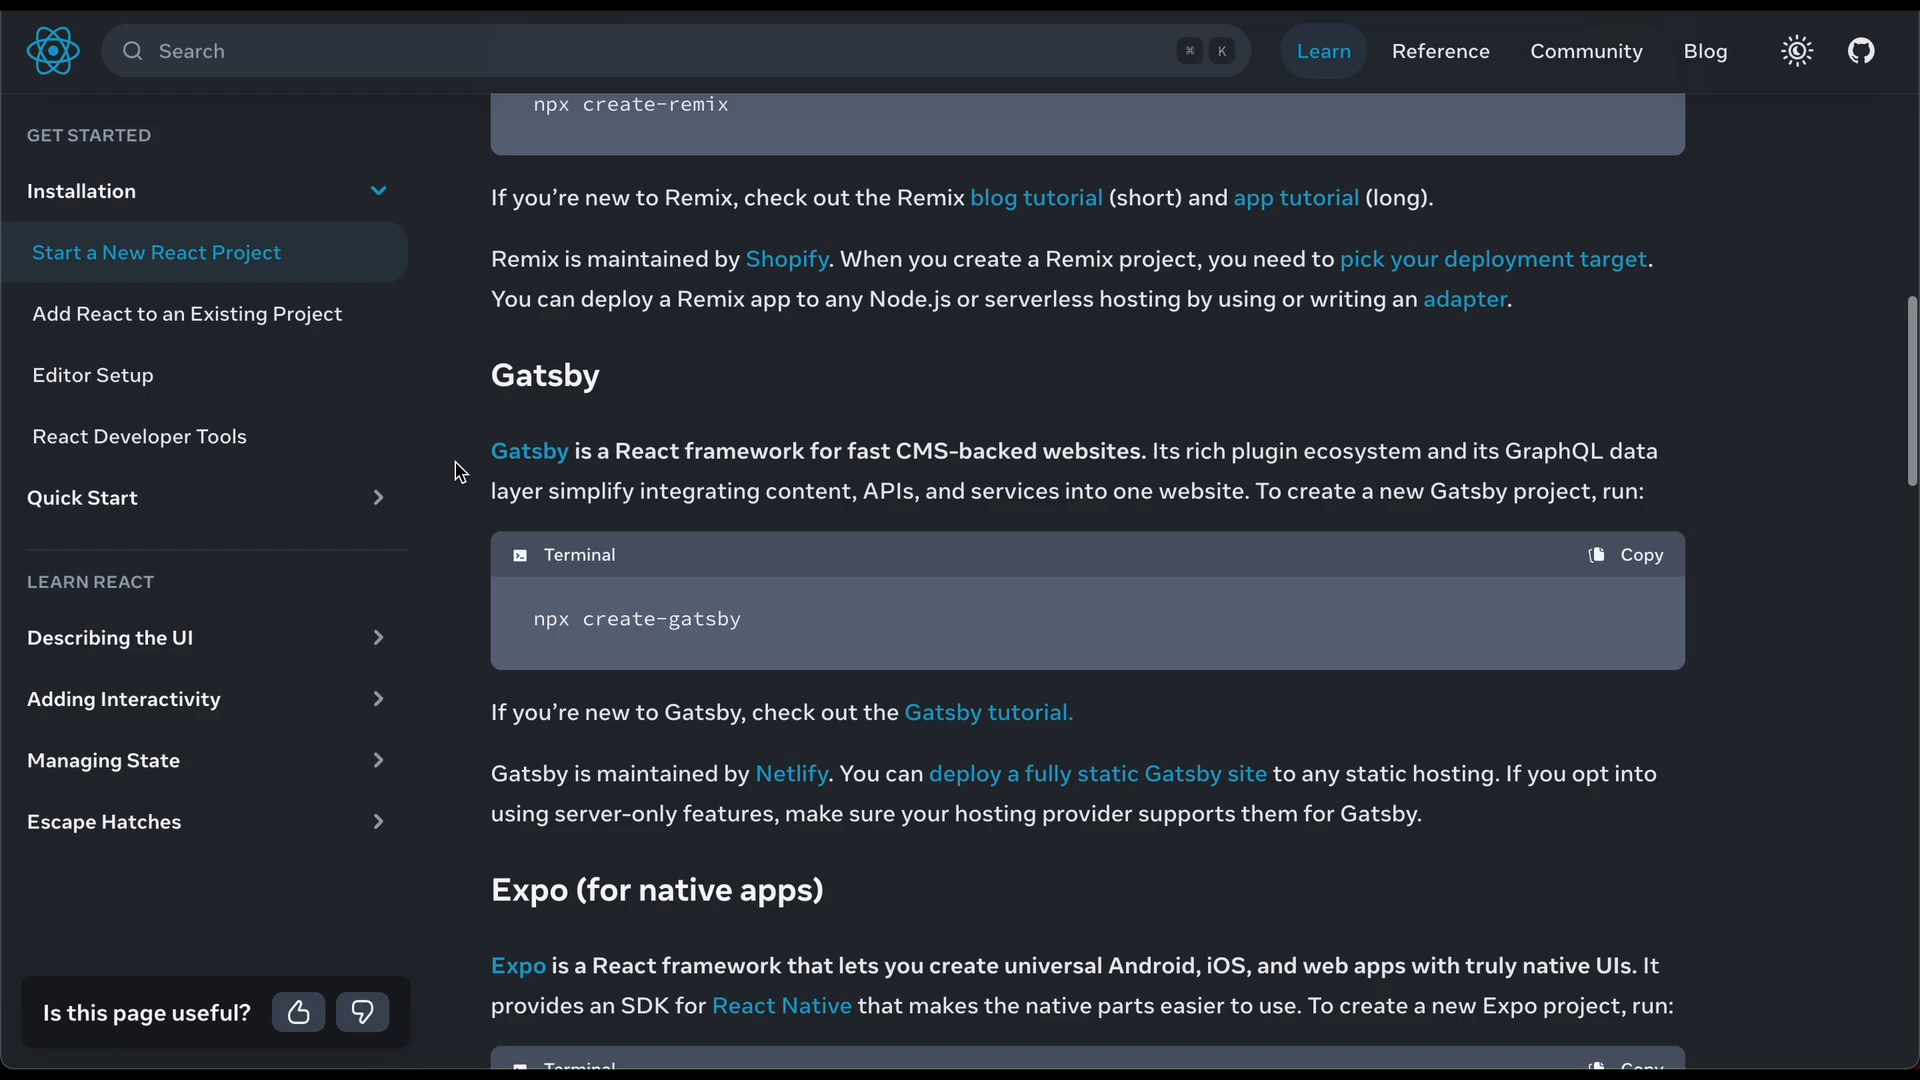 Search
⌘ K
Learn
Reference
Community
Blog
GET STARTED
Installation
Start a New React Project
Add React to an Existing Project
Editor Setup
React Developer Tools
Quick Start
LEARN REACT
Describing the UI
Adding Interactivity
Managing State
Escape Hatches
Is this page useful?
npx create-remix
If you’re new to Remix, check out the Remix blog tutorial (short) and app tutorial (long).
Remix is maintained by Shopify. When you create a Remix project, you need to pick your deployment target.
You can deploy a Remix app to any Node.js or serverless hosting by using or writing an adapter.
Gatsby
Gatsby is a React framework for fast CMS-backed websites. Its rich plugin ecosystem and its GraphQL data
layer simplify integrating content, APIs, and services into one website. To create a new Gatsby project, run:
Terminal
Copy
npx create-gatsby
If you’re new to Gatsby, check out the Gatsby tutorial.
Gatsby is maintained by Netlify. You can deploy a fully static Gatsby site to any static hosting. If you opt into
using server-only features, make sure your hosting provider supports them for Gatsby.
Expo (for native apps)
Expo is a React framework that lets you create universal Android, iOS, and web apps with truly native UIs. It
provides an SDK for React Native that makes the native parts easier to use. To create a new Expo project, run:
Terminal
Copy